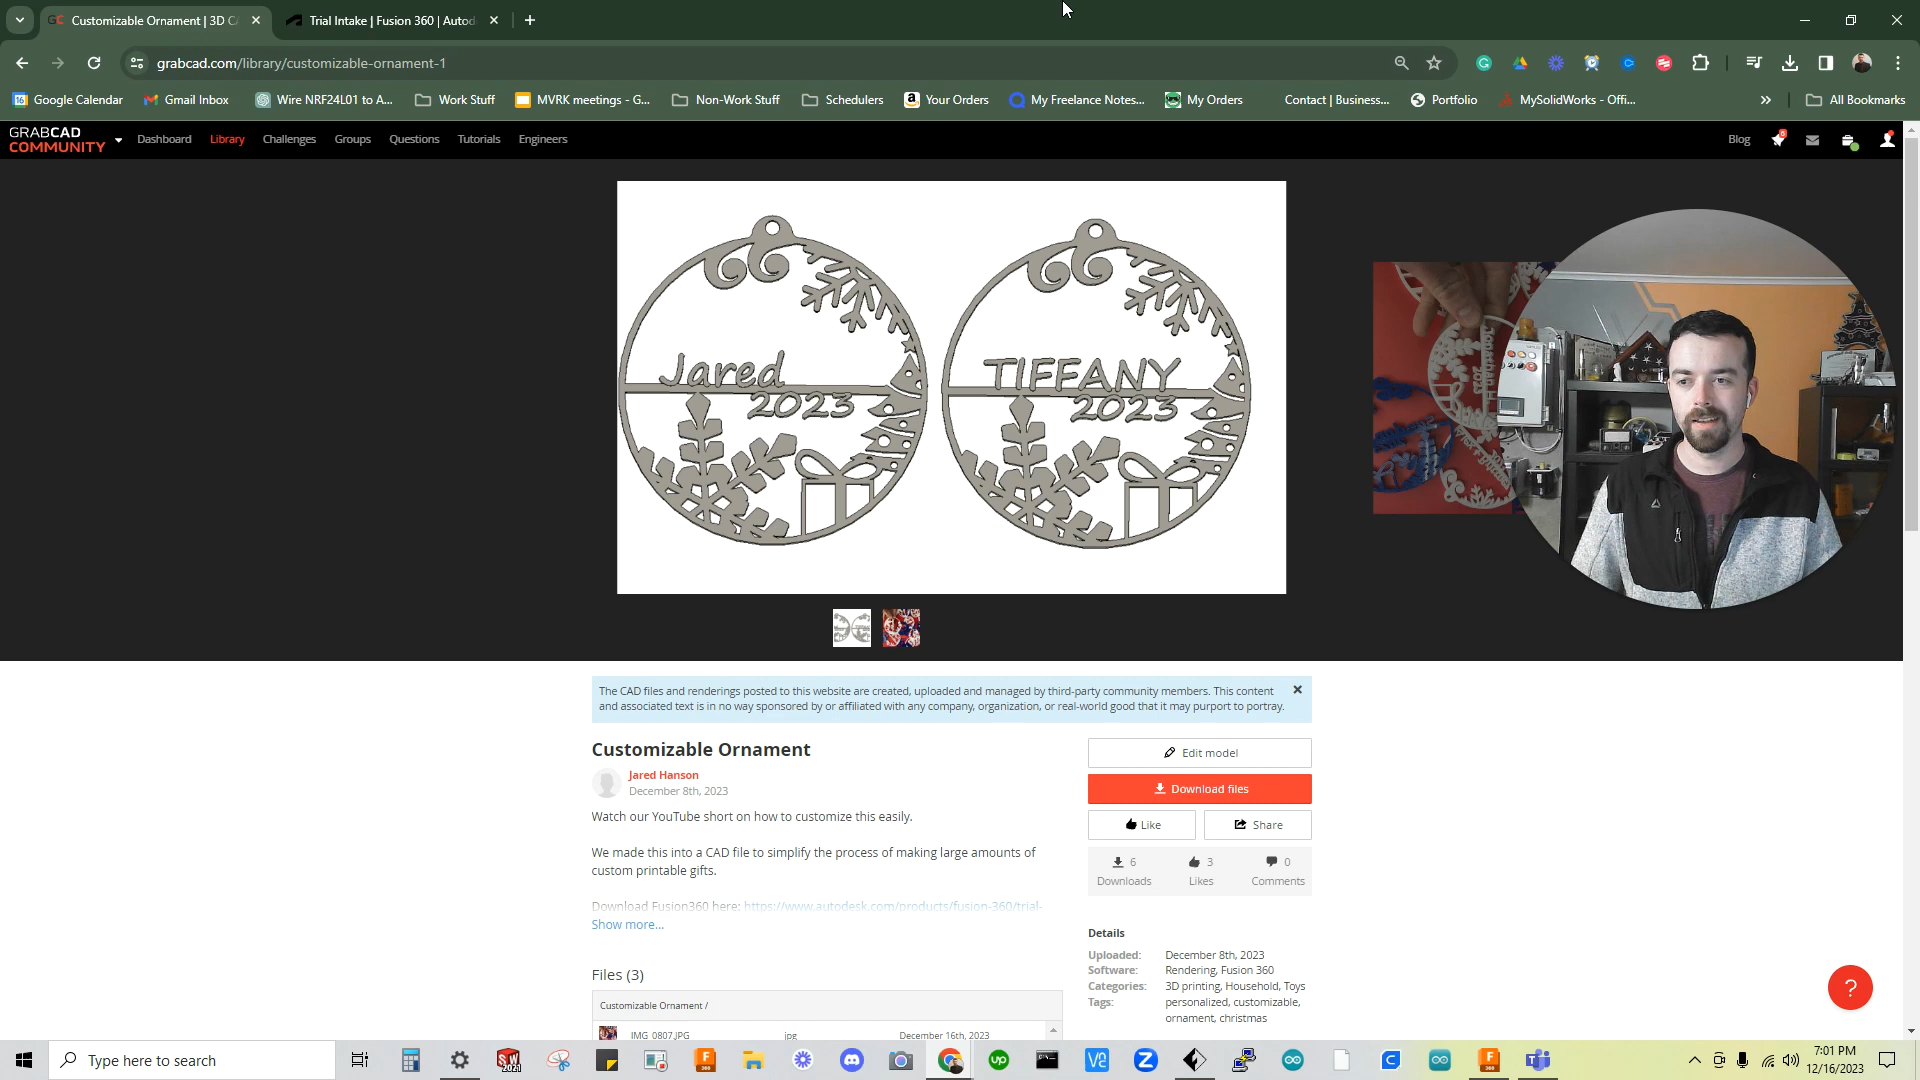 Customizable Ornament | 3D CA
Trial Intake | Fusion 360 | Autod
grabcad.com/library/customizable-ornament-1
Google Calendar
Gmail Inbox
Wire NRF24L01 to A...
Work Stuff
MVRK meetings - G...
Non-Work Stuff
Schedulers
Your Orders
My Freelance Notes...
My Orders
Contact | Business...
Portfolio
MySolidWorks - Offi...
All Bookmarks
GRABCAD
COMMUNITY
Dashboard
Library
Challenges
Groups
Questions
Tutorials
Engineers
Blog
Jared
2023
TIFFANY
2023
The CAD files and renderings posted to this website are created, uploaded and managed by third-party community members. This content
and associated text is in no way sponsored by or affiliated with any company, organization, or real-world good that it may purport to portray.
Customizable Ornament
Jared Hanson
December 8th, 2023
Watch our YouTube short on how to customize this easily.
We made this into a CAD file to simplify the process of making large amounts of
custom printable gifts.
Download Fusion360 here: https://www.autodesk.com/products/fusion-360/trial-
Show more...
Files (3)
Customizable Ornament /
IMG_0807.JPG
jpg
December 16th, 2023
Edit model
Download files
Like
Share
6
Downloads
3
Likes
0
Comments
Details
Uploaded: December 8th, 2023
Software: Rendering, Fusion 360
Categories: 3D printing, Household, Toys
Tags: personalized, customizable,
ornament, christmas
?
Type here to search
7:01 PM
12/16/2023